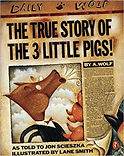 DAILY WOLF
THE TRUE STORY OF
THE 3 LITTLE PIGS!
BY A. WOLF
AS TOLD TO JON SCIESZKA
ILLUSTRATED BY LANE SMITH